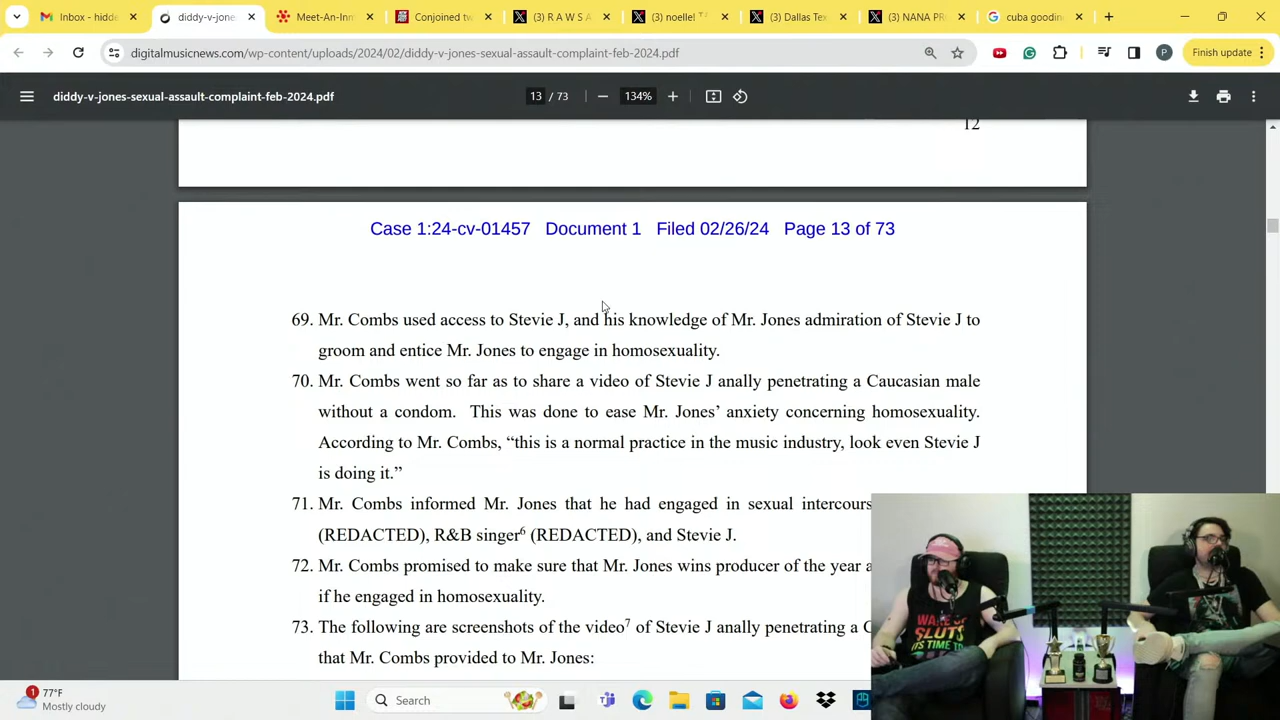 Inbox - hidde
diddy-v-jone
Meet-An-Inm
Conjoined tw
(3) R A W S A
(3) noelle!
(3) Dallas Tex
(3) NANA PR
cuba goodin
digitalmusicnews.com/wp-content/uploads/2024/02/diddy-v-jones-sexual-assault-complaint-feb-2024.pdf
P
Finish update
diddy-v-jones-sexual-assault-complaint-feb-2024.pdf
13 / 73
134%
12
Case 1:24-cv-01457 Document 1 Filed 02/26/24 Page 13 of 73
69. Mr. Combs used access to Stevie J, and his knowledge of Mr. Jones admiration of Stevie J to
groom and entice Mr. Jones to engage in homosexuality.
70. Mr. Combs went so far as to share a video of Stevie J anally penetrating a Caucasian male
without a condom. This was done to ease Mr. Jones’ anxiety concerning homosexuality.
According to Mr. Combs, “this is a normal practice in the music industry, look even Stevie J
is doing it.”
71. Mr. Combs informed Mr. Jones that he had engaged in sexual intercours
(REDACTED), R&B singer⁶ (REDACTED), and Stevie J.
72. Mr. Combs promised to make sure that Mr. Jones wins producer of the year a
if he engaged in homosexuality.
73. The following are screenshots of the video⁷ of Stevie J anally penetrating a C
that Mr. Combs provided to Mr. Jones:
WAKE UP
SLUTS
IT'S TIME TO
1
77°F
Mostly cloudy
Search